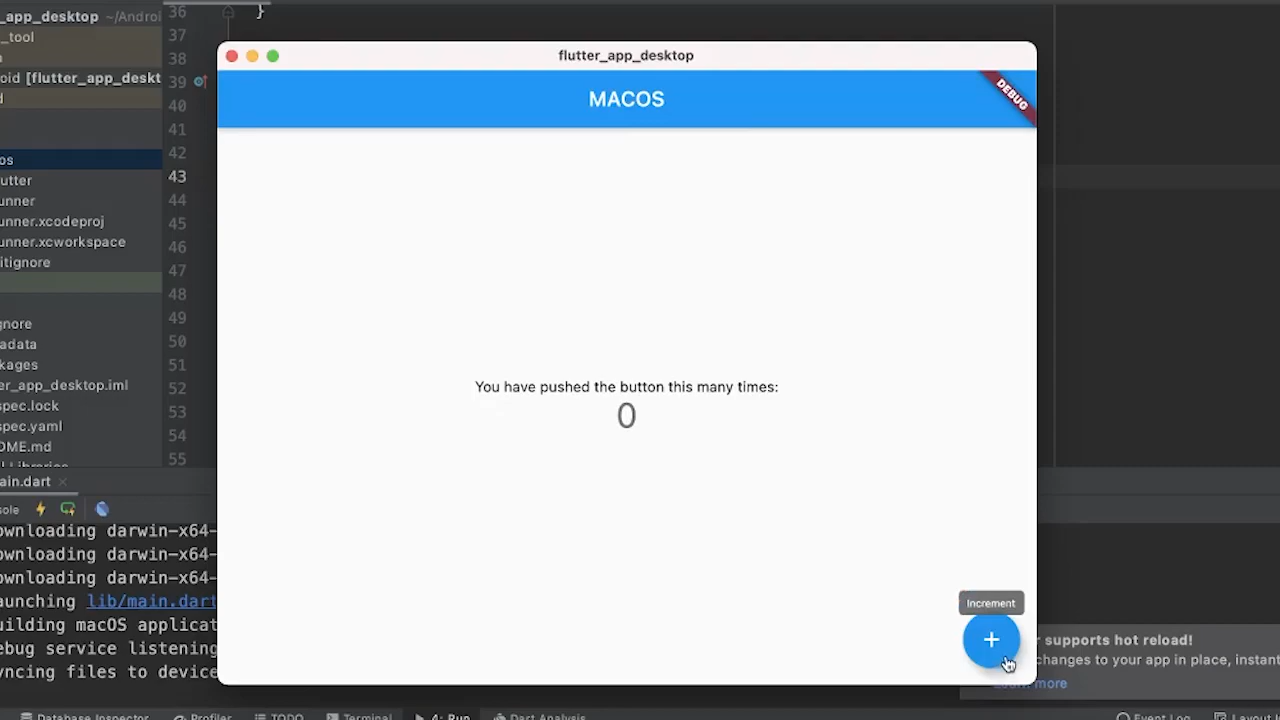 _app_desktop ~/Androi
_tool
oid [flutter_app_deskt
d
os
utter
unner
unner.xcodeproj
unner.xcworkspace
itignore
gnore
adata
kages
er_app_desktop.iml
spec.lock
spec.yaml
OME.md
36 }
37
38
39
40
41
42
43
44
45
46
47
48
49
50
51
52
53
54
55
flutter_app_desktop
MACOS
DEBUG
You have pushed the button this many times:
0
Increment
+
ain.dart
sole
ownloading darwin-x64-
ownloading darwin-x64-
ownloading darwin-x64-
aunching lib/main.dart
uilding macOS applicat
ebug service listening
yncing files to device
r supports hot reload!
changes to your app in place, instant
more
Database Inspector Profiler TODO Terminal 4: Run Dart Analysis Event Log Layout